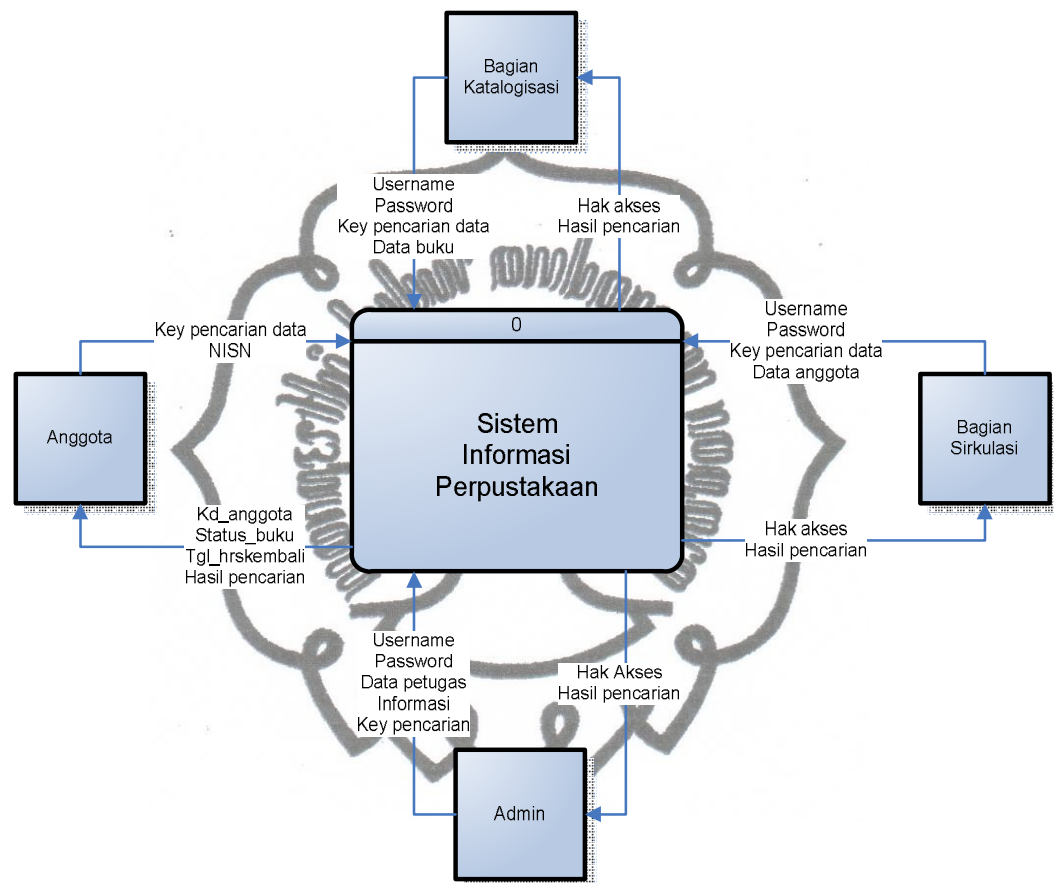 Bagian
Katalogisasi
Username
Password
Key pencarian data
Data buku
Hak akses
Hasil pencarian
0
Sistem
Informasi
Perpustakaan
Key pencarian data
NISN
Anggota
Kd_anggota
Status_buku
Tgl_hrskembali
Hasil pencarian
Username
Password
Key pencarian data
Data anggota
Bagian
Sirkulasi
Hak akses
Hasil pencarian
Username
Password
Data petugas
Informasi
Key pencarian
Hak Akses
Hasil pencarian
Admin